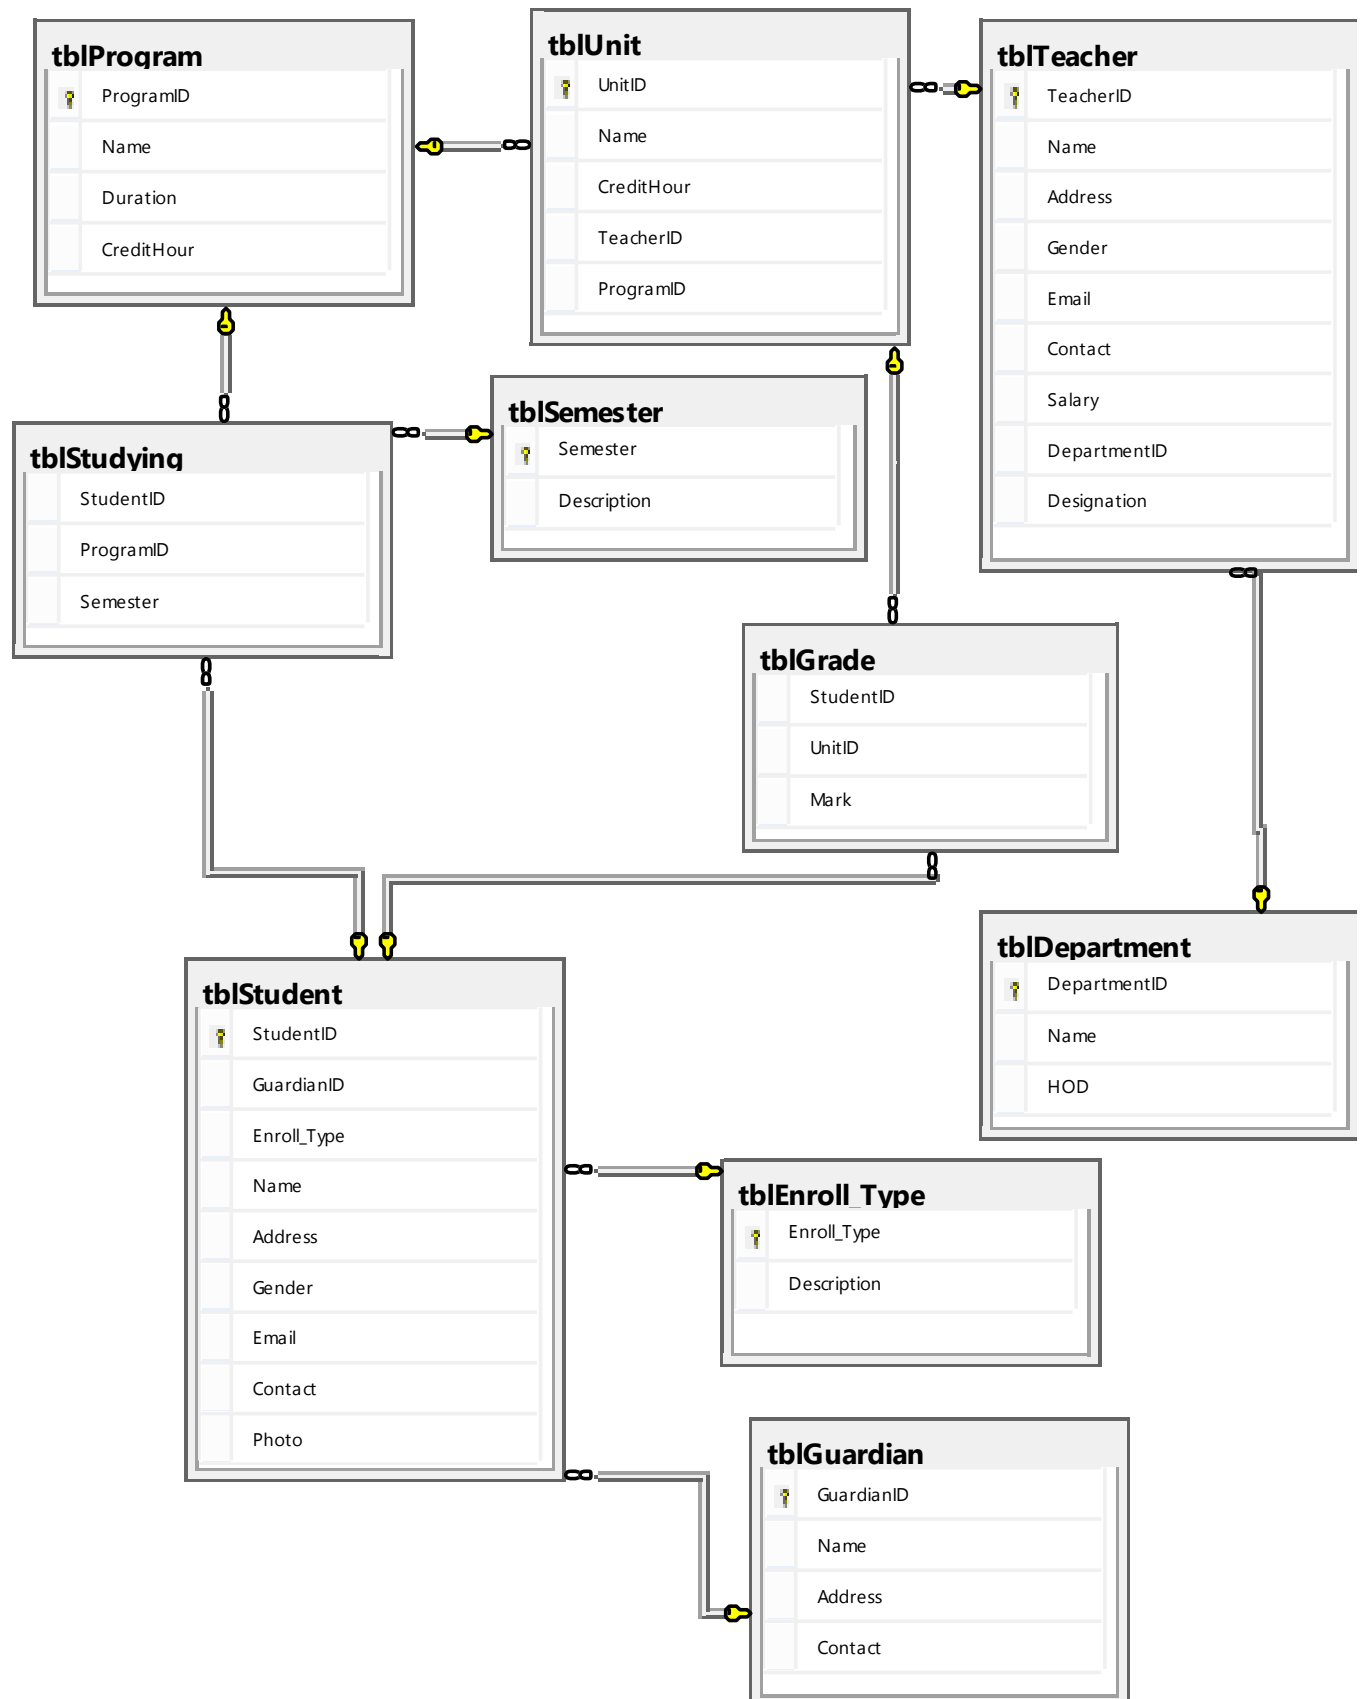 tblProgram
ProgramID
Name
Duration
CreditHour
tblUnit
UnitID
Name
CreditHour
TeacherID
ProgramID
tblTeacher
TeacherID
Name
Address
Gender
Email
Contact
Salary
DepartmentID
Designation
tblStudying
StudentID
ProgramID
Semester
tblSemester
Semester
Description
tblGrade
StudentID
UnitID
Mark
tblDepartment
DepartmentID
Name
HOD
tblStudent
StudentID
GuardianID
Enroll_Type
Name
Address
Gender
Email
Contact
Photo
tblEnroll_Type
Enroll_Type
Description
tblGuardian
GuardianID
Name
Address
Contact